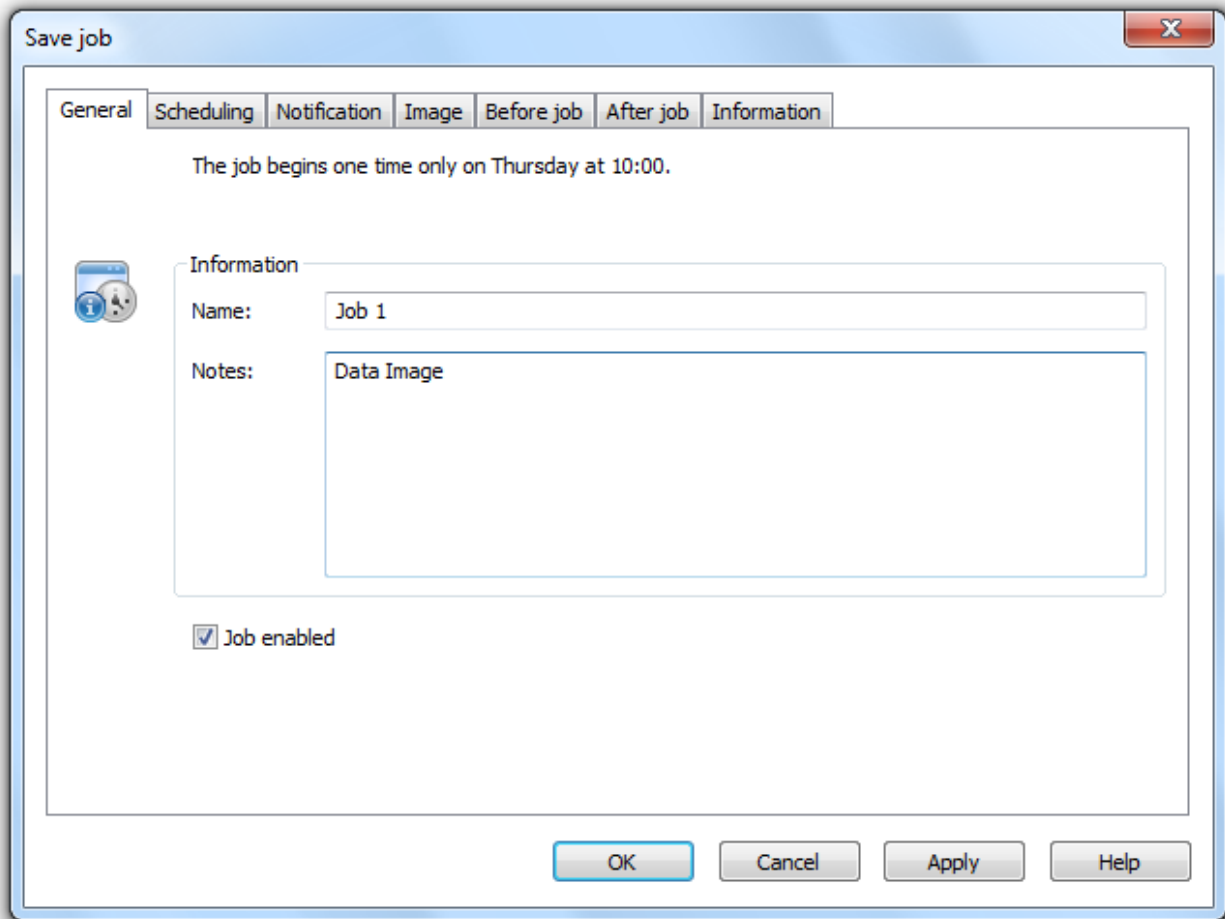 Save job
General Scheduling Notification Image Before job After job Information
The job begins one time only on Thursday at 10:00.
Information
Name: Job 1
Notes: Data Image
Job enabled
OK Cancel Apply Help